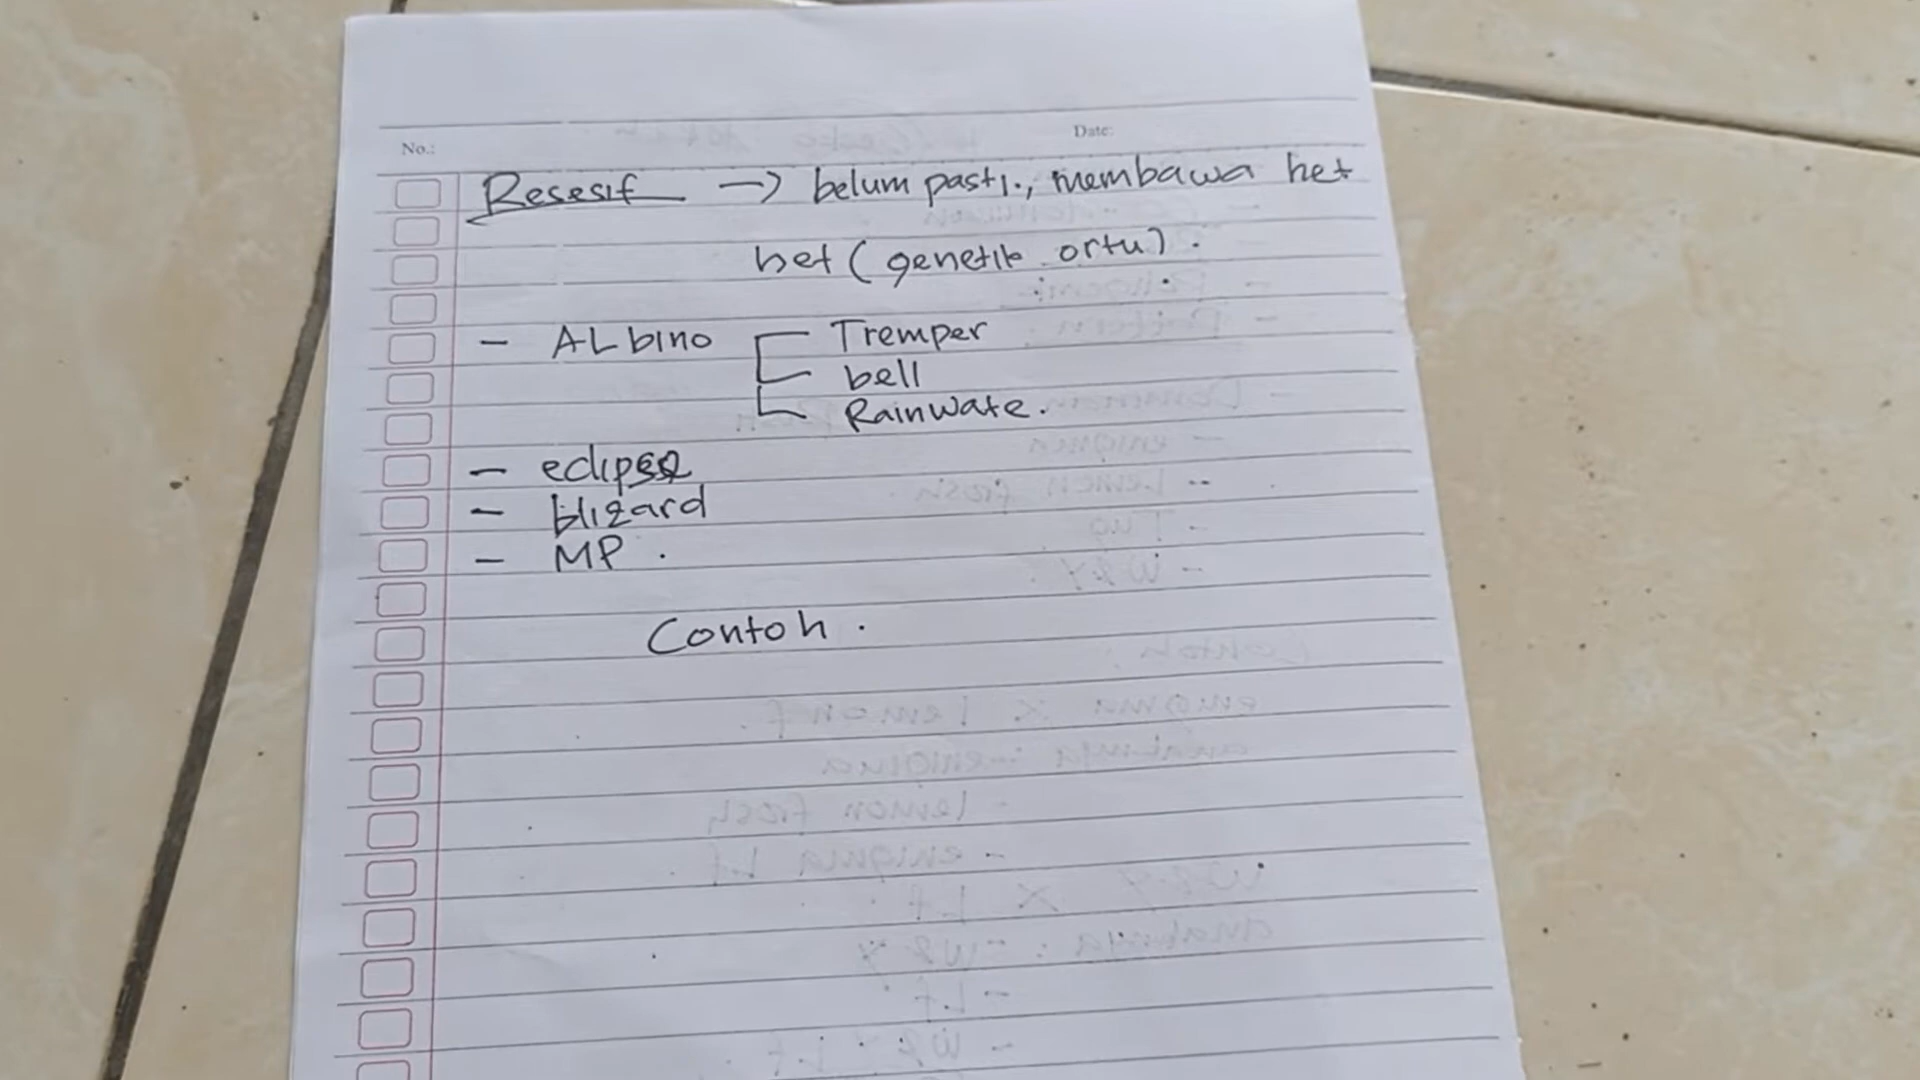 No.:
Date:
Resesif → belum pasti., membawa het
het (genetik ortu).
- ALbino [ Tremper
bell
Rainwate.
- eclipse
- blizard
- MP.
Contoh.